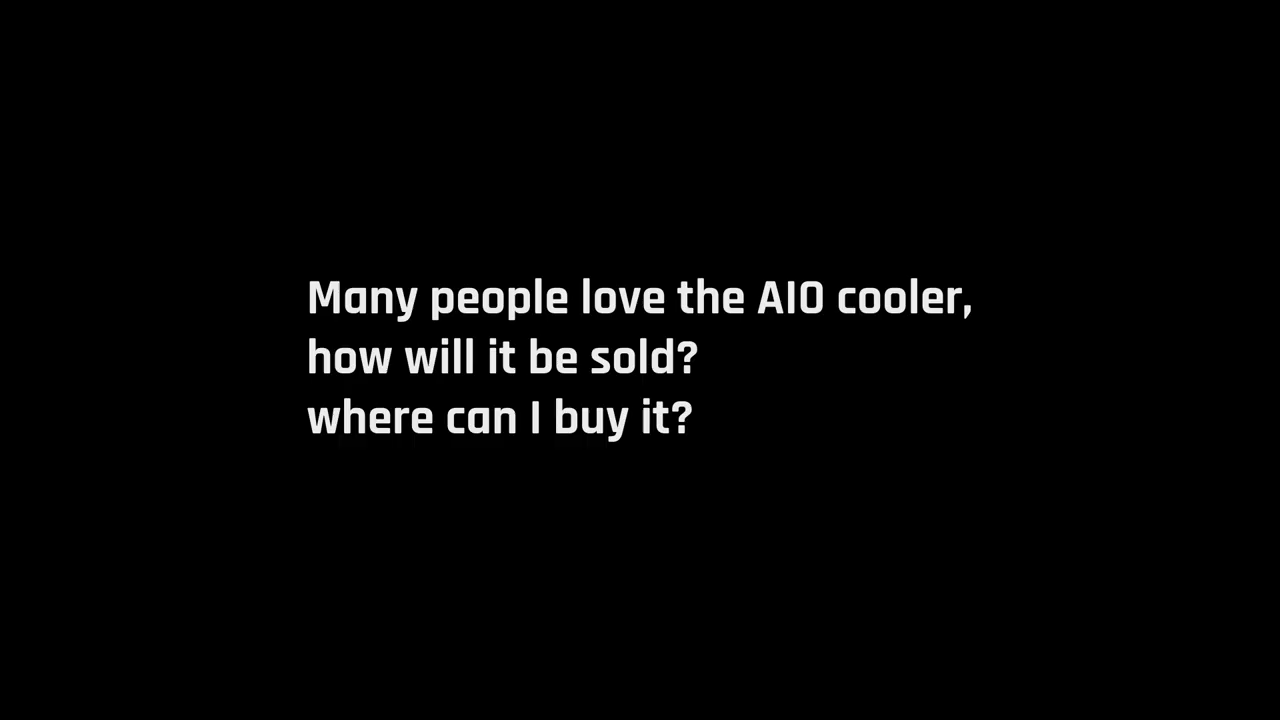 Many people love the AIO cooler,
how will it be sold?
where can I buy it?